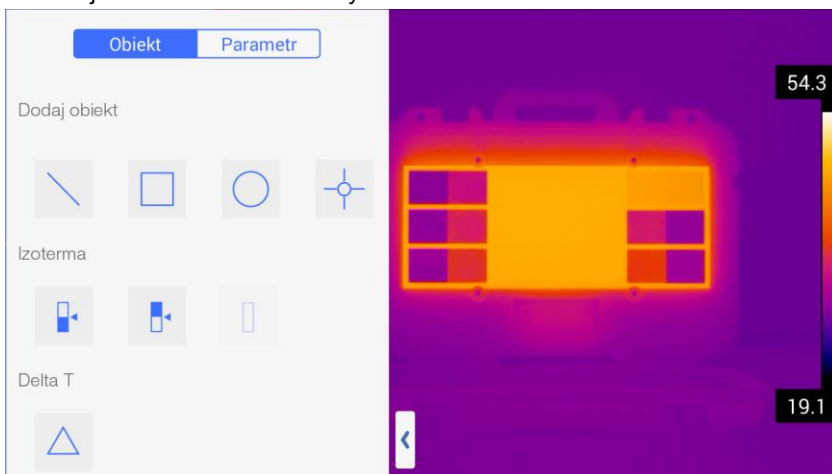 Obiekt
Parametr
Dodaj obiekt
54.3
Izoterma
Delta T
19.1